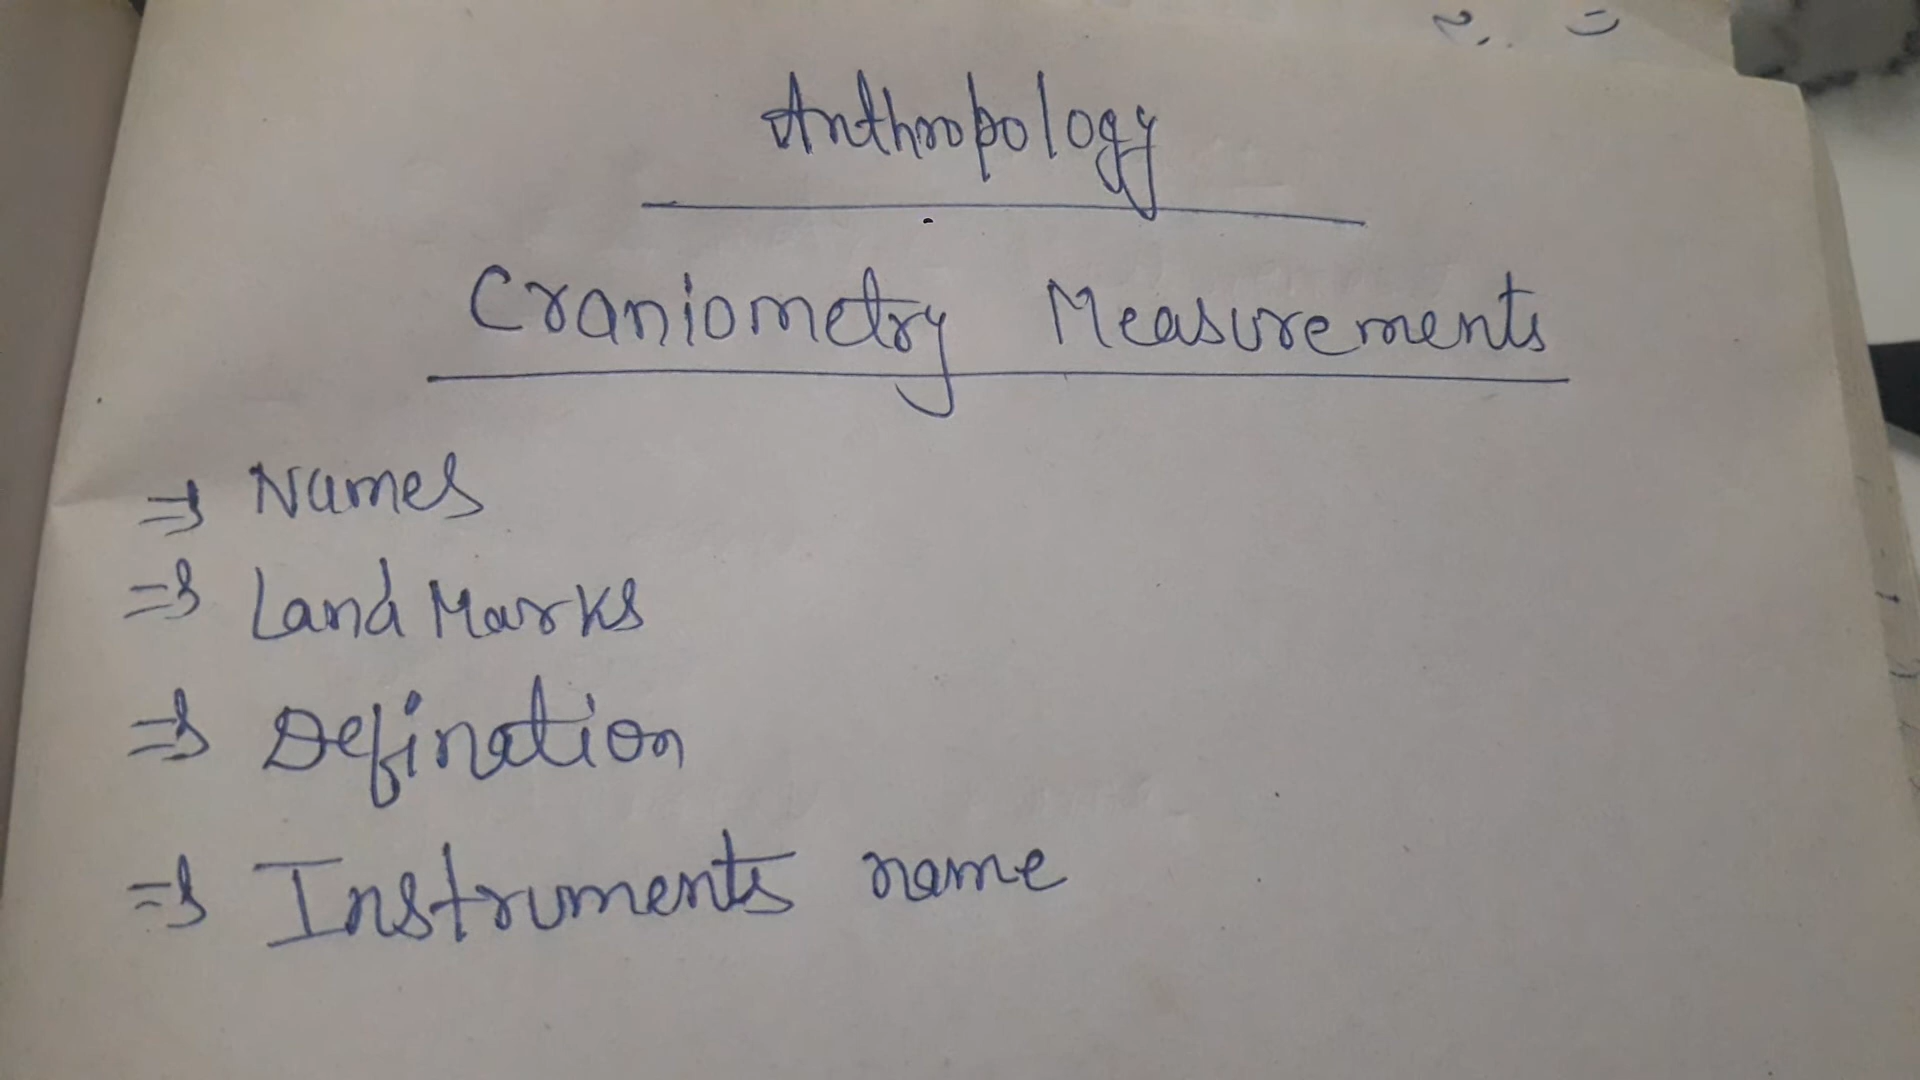 Anthropology
Craniometry Measurements
⇒ Names
⇒ Land Marks
⇒ Defination
⇒ Instruments name